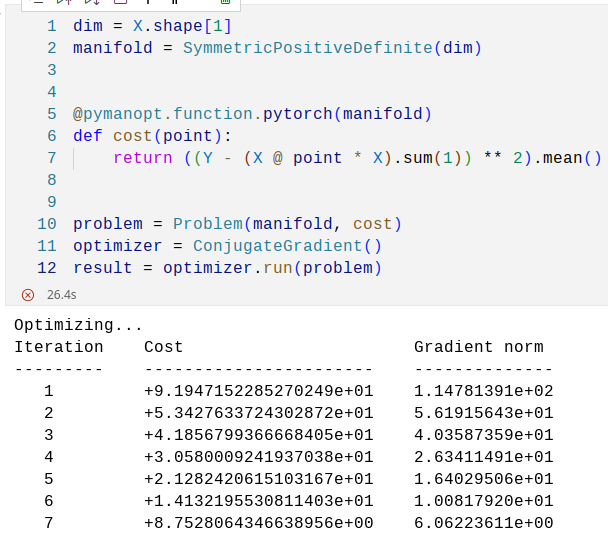 1 dim = X.shape[1]
2 manifold = SymmetricPositiveDefinite(dim)
3
4
5 @pymanopt.function.pytorch(manifold)
6 def cost(point):
7     return ((Y - (X @ point * X).sum(1)) ** 2).mean()
8
9
10 problem = Problem(manifold, cost)
11 optimizer = ConjugateGradient()
12 result = optimizer.run(problem)
26.4s
Optimizing...
Iteration    Cost                       Gradient norm
---------    -----------------------    --------------
   1         +9.1947152285270249e+01    1.14781391e+02
   2         +5.3427633724302872e+01    5.61915643e+01
   3         +4.1856799366668405e+01    4.03587359e+01
   4         +3.0580009241937038e+01    2.63411491e+01
   5         +2.1282420615103167e+01    1.64029506e+01
   6         +1.4132195530811403e+01    1.00817920e+01
   7         +8.7528064346638956e+00    6.06223611e+00